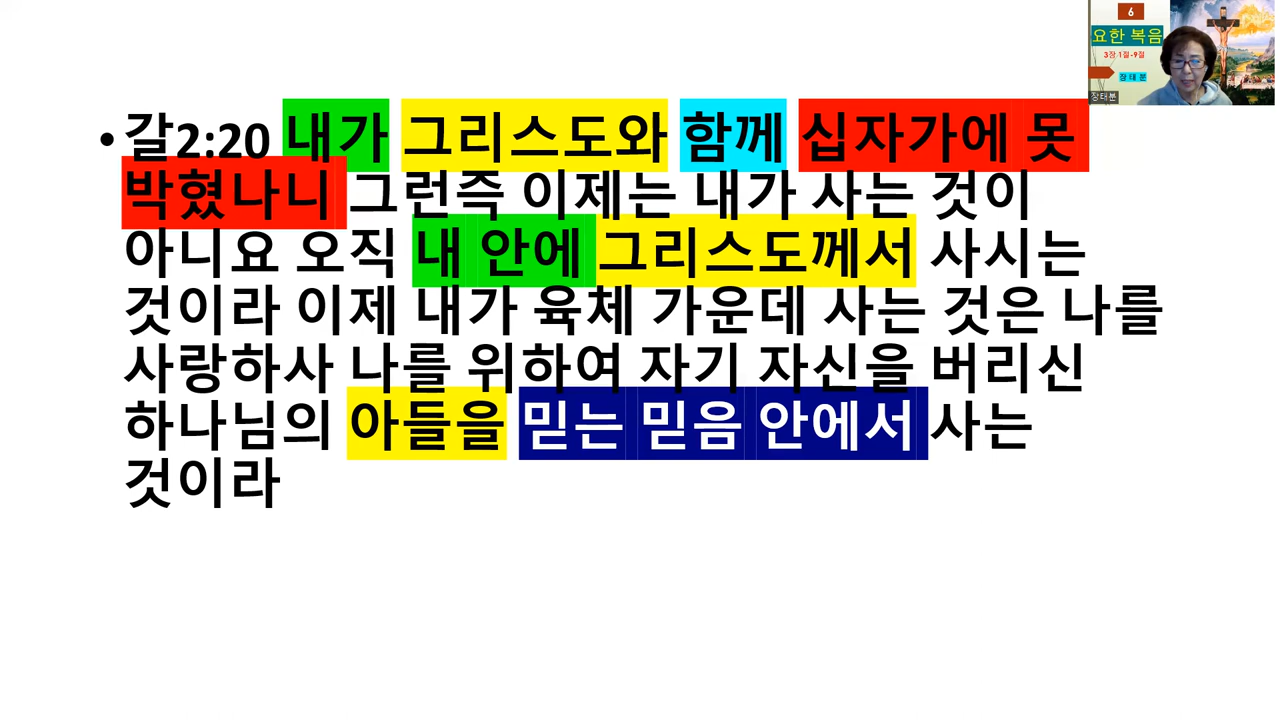 • 갈2:20 내가 그리스도와 함께 십자가에 못
박혔나니 그런즉 이제는 내가 사는 것이
아니요 오직 내 안에 그리스도께서 사시는
것이라 이제 내가 육체 가운데 사는 것은 나를
사랑하사 나를 위하여 자기 자신을 버리신
하나님의 아들을 믿는 믿음 안에서 사는
것이라
6
요한 복음
3장 1절-9절
장 태 분
장태분